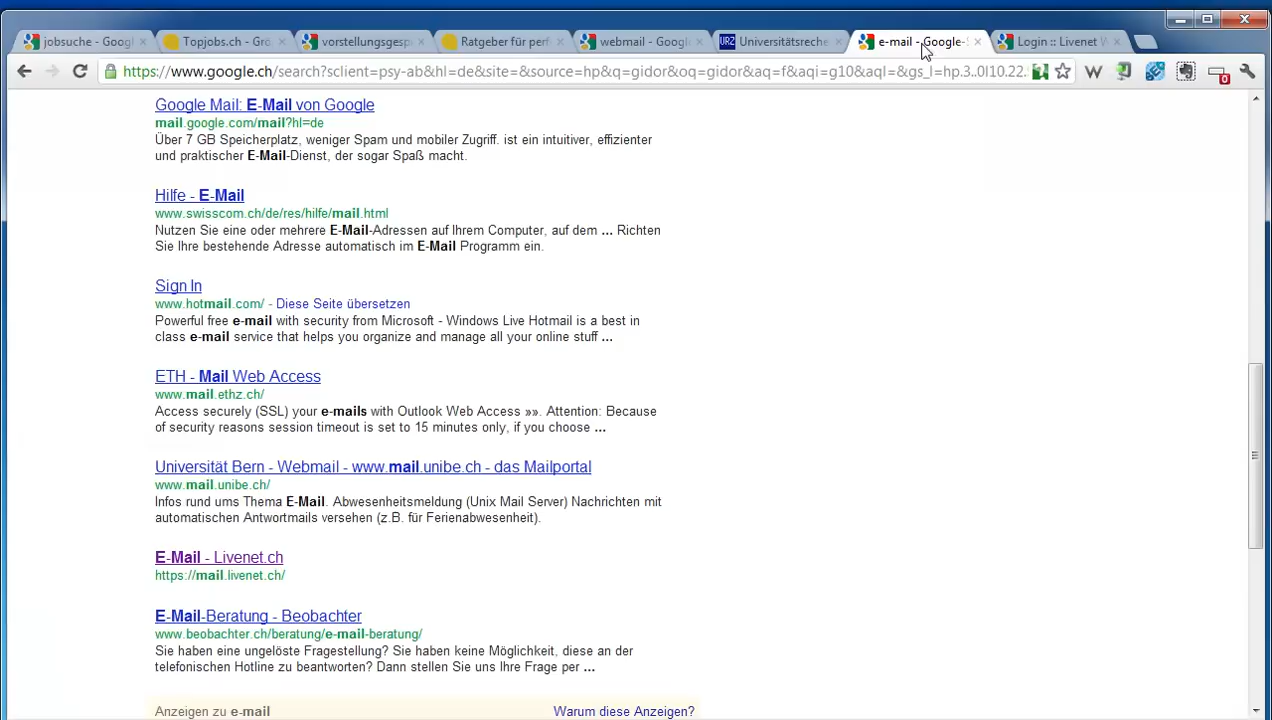 jobsuche - Googl
Topjobs.ch - Grö
vorstellungsgesp
Ratgeber für perf
webmail - Google
URZ Universitätsreche
e-mail - Google-S
Login :: Livenet W
https://www.google.ch/search?sclient=psy-ab&hl=de&site=&source=hp&q=gidor&oq=gidor&aq=f&aqi=g10&aql=&gs_l=hp.3..0l10.22.
W
0
Google Mail: E-Mail von Google
mail.google.com/mail?hl=de
Über 7 GB Speicherplatz, weniger Spam und mobiler Zugriff. ist ein intuitiver, effizienter
und praktischer E-Mail-Dienst, der sogar Spaß macht.
Hilfe - E-Mail
www.swisscom.ch/de/res/hilfe/mail.html
Nutzen Sie eine oder mehrere E-Mail-Adressen auf Ihrem Computer, auf dem ... Richten
Sie Ihre bestehende Adresse automatisch im E-Mail Programm ein.
Sign In
www.hotmail.com/ - Diese Seite übersetzen
Powerful free e-mail with security from Microsoft - Windows Live Hotmail is a best in
class e-mail service that helps you organize and manage all your online stuff ...
ETH - Mail Web Access
www.mail.ethz.ch/
Access securely (SSL) your e-mails with Outlook Web Access »». Attention: Because
of security reasons session timeout is set to 15 minutes only, if you choose ...
Universität Bern - Webmail - www.mail.unibe.ch - das Mailportal
www.mail.unibe.ch/
Infos rund ums Thema E-Mail. Abwesenheitsmeldung (Unix Mail Server) Nachrichten mit
automatischen Antwortmails versehen (z.B. für Ferienabwesenheit).
E-Mail - Livenet.ch
https://mail.livenet.ch/
E-Mail-Beratung - Beobachter
www.beobachter.ch/beratung/e-mail-beratung/
Sie haben eine ungelöste Fragestellung? Sie haben keine Möglichkeit, diese an der
telefonischen Hotline zu beantworten? Dann stellen Sie uns Ihre Frage per ...
Anzeigen zu e-mail
Warum diese Anzeigen?